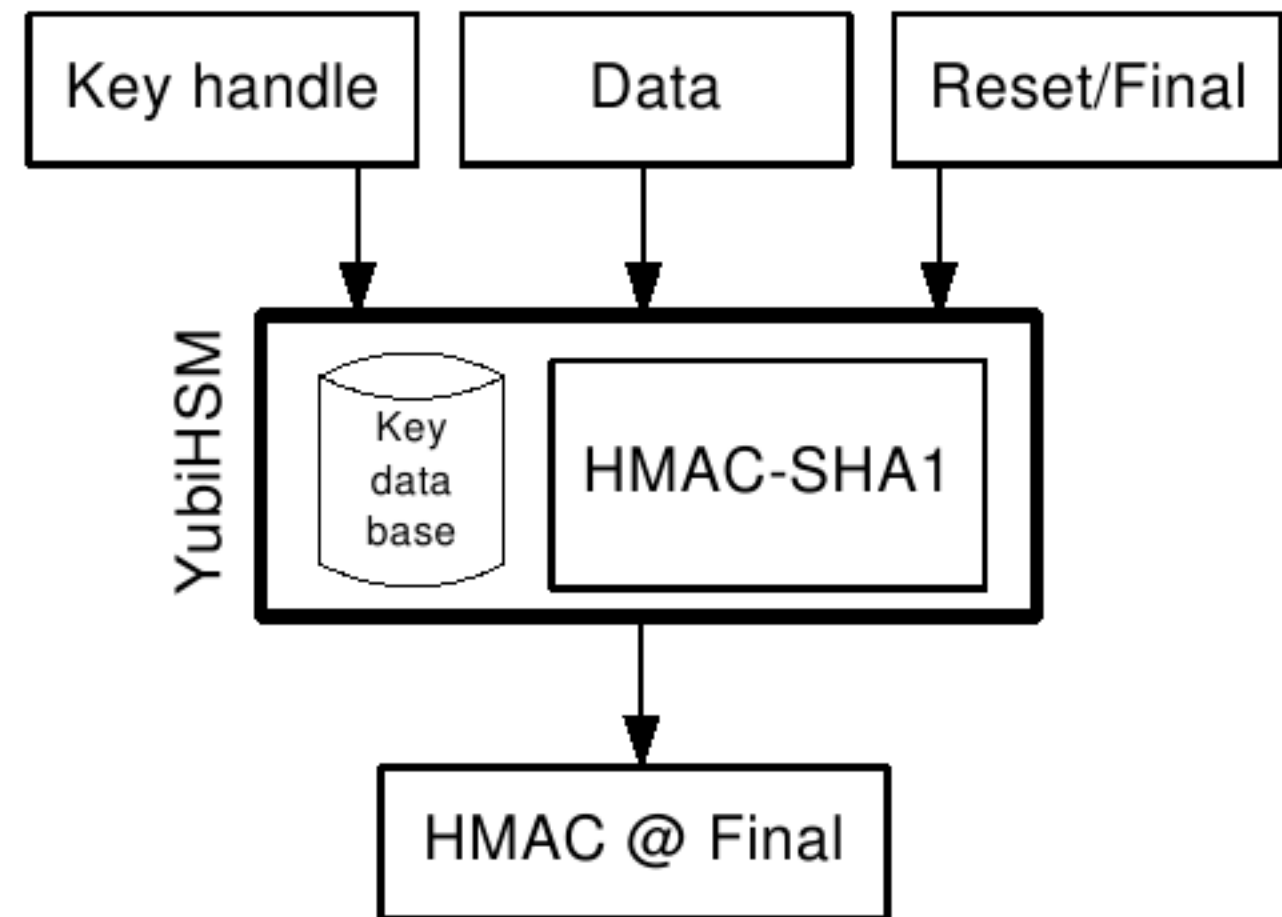 Key handle
Data
Reset/Final
YubiHSM
Key
data
base
HMAC-SHA1
HMAC @ Final